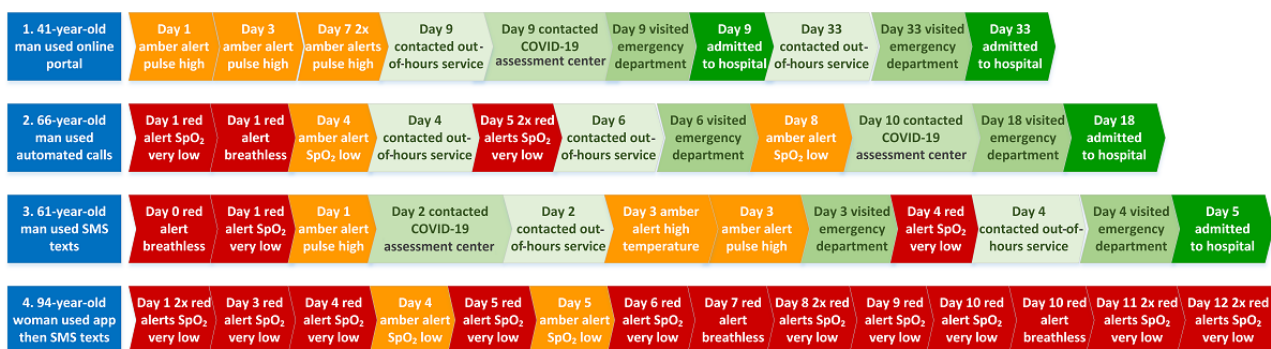 1. 41-year-old
man used online
portal
Day 1
amber alert
pulse high
Day 3
amber alert
pulse high
Day 7 2x
amber alerts
pulse high
Day 9
contacted out-
of-hours service
Day 9 contacted
COVID-19
assessment center
Day 9 visited
emergency
department
Day 9
admitted
to hospital
Day 33
contacted out-
of-hours service
Day 33 visited
emergency
department
Day 33
admitted
to hospital
2. 66-year-old
man used
automated calls
Day 1 red
alert SpO₂
very low
Day 1 red
alert
breathless
Day 4
amber alert
SpO₂ low
Day 4
contacted out-
of-hours service
Day 5 2x red
alerts SpO₂
very low
Day 6
contacted out-
of-hours service
Day 6 visited
emergency
department
Day 8
amber alert
SpO₂ low
Day 10 contacted
COVID-19
assessment center
Day 18 visited
emergency
department
Day 18
admitted
to hospital
3. 61-year-old
man used SMS
texts
Day 0 red
alert
breathless
Day 1 red
alert SpO₂
very low
Day 1
amber alert
pulse high
Day 2 contacted
COVID-19
assessment center
Day 2
contacted out-
of-hours service
Day 3 amber
alert high
temperature
Day 3
amber alert
pulse high
Day 3 visited
emergency
department
Day 4 red
alert SpO₂
very low
Day 4
contacted out-of-
hours service
Day 4 visited
emergency
department
Day 5
admitted
to hospital
4. 94-year-old
woman used app
then SMS texts
Day 1 2x red
alerts SpO₂
very low
Day 3 red
alert SpO₂
very low
Day 4 red
alert SpO₂
very low
Day 4
amber alert
SpO₂ low
Day 5 red
alert SpO₂
very low
Day 5
amber alert
SpO₂ low
Day 6 red
alert SpO₂
very low
Day 7 red
alert
breathless
Day 8 2x red
alerts SpO₂
very low
Day 9 red
alert SpO₂
very low
Day 10 red
alert SpO₂
very low
Day 10 red
alert
breathless
Day 11 2x red
alerts SpO₂
very low
Day 12 2x red
alerts SpO₂
very low